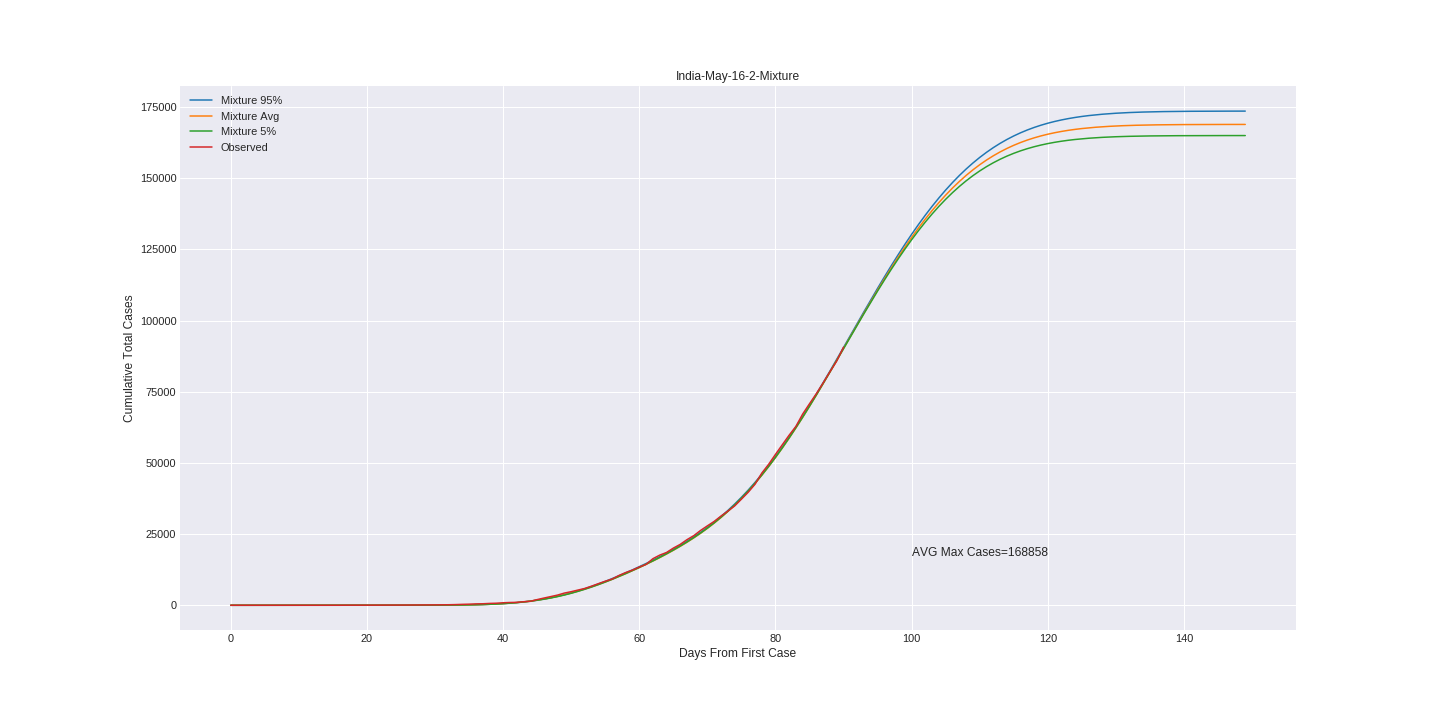 India-May-16-2-Mixture
Mixture 95%
Mixture Avg
Mixture 5%
Observed
175000
150000
125000
100000
75000
50000
25000
0
Cumulative Total Cases
AVG Max Cases=168858
0 20 40 60 80 100 120 140
Days From First Case